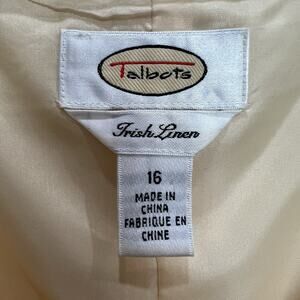 Talbots
Irish Linen
16
MADE IN
CHINA
FABRIQUE EN
CHINE